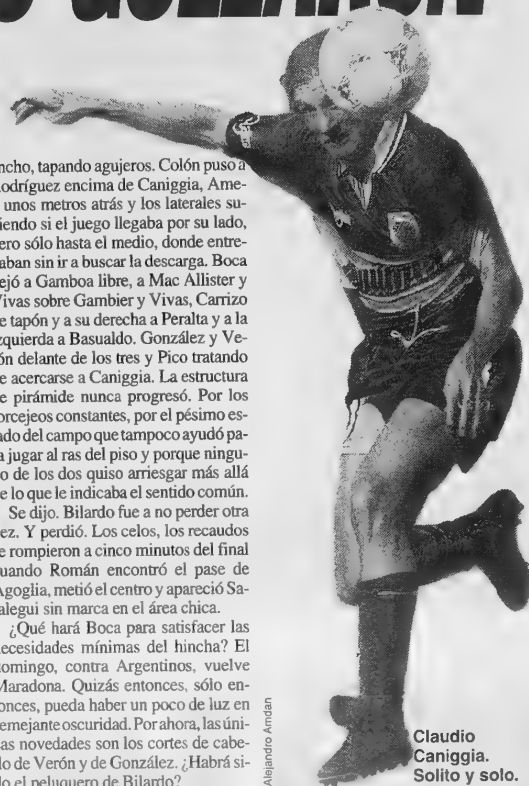 ncho, tapando agujeros. Colón puso a
odríguez encima de Caniggia, Ame-
unos metros atrás y los laterales su-
iendo si el juego llegaba por su lado,
ero sólo hasta el medio, donde entre-
aban sin ir a buscar la descarga. Boca
ejó a Gamboa libre, a Mac Allister y
Vivas sobre Gambier y Vivas, Carrizo
e tapón y a su derecha a Peralta y a la
zquierda a Basualdo. González y Ve-
ón delante de los tres y Pico tratando
e acercarse a Caniggia. La estructura
e pirámide nunca progresó. Por los
orcejeos constantes, por el pésimo es-
ado del campo que tampoco ayudó pa-
a jugar al ras del piso y porque ningu-
o de los dos quiso arriesgar más allá
e lo que le indicaba el sentido común.
Se dijo. Bilardo fue a no perder otra
ez. Y perdió. Los celos, los recaudos
e rompieron a cinco minutos del final
uando Román encontró el pase de
Agoglia, metió el centro y apareció Sa-
alegui sin marca en el área chica.
¿Qué hará Boca para satisfacer las
ecesidades mínimas del hincha? El
omingo, contra Argentinos, vuelve
Maradona. Quizás entonces, sólo en-
onces, pueda haber un poco de luz en
emejante oscuridad. Por ahora, las úni-
as novedades son los cortes de cabe-
lo de Verón y de González. ¿Habrá si-
do el peluquero de Bilardo?
Alejandro Amdan
Claudio
Caniggia.
Solito y solo.